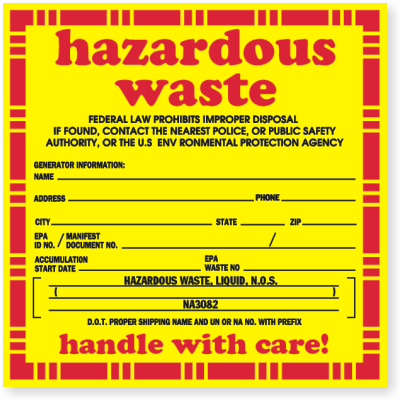 hazardous
waste
FEDERAL LAW PROHIBITS IMPROPER DISPOSAL
IF FOUND, CONTACT THE NEAREST POLICE, OR PUBLIC SAFETY
AUTHORITY, OR THE U.S ENV RONMENTAL PROTECTION AGENCY
GENERATOR INFORMATION:
NAME
ADDRESS PHONE
CITY STATE ZIP
EPA / MANIFEST
ID NO. DOCUMENT NO. /
ACCUMULATION EPA
START DATE WASTE NO
HAZARDOUS WASTE, LIQUID, N.O.S.
( )
NA3082
D.O.T. PROPER SHIPPING NAME AND UN OR NA NO. WITH PREFIX
handle with care!